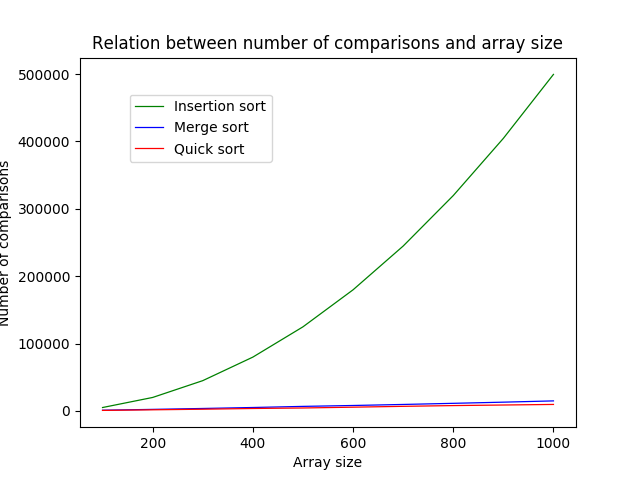 Relation between number of comparisons and array size
500000
400000
300000
200000
100000
0
Number of comparisons
Insertion sort
Merge sort
Quick sort
200 400 600 800 1000
Array size